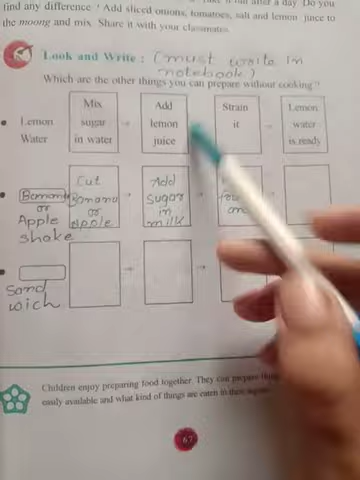 find any difference ? Add sliced onions, tomatoes, salt and lemon juice to
the moong and mix. Share it with your classmates.
Look and Write : (must write in
notebook)
Which are the other things you can prepare without cooking?
Lemon
Water
Mix
sugar
in water
Add
lemon
juice
Strain
it
Lemon
water
is ready
Banana
or
Apple
shake
Cut
Banana
or
Apple
Add
Sugar
in
milk
Sand
wich
Children enjoy preparing food together. They can prepare
easily available and what kind of things are eaten in their
67